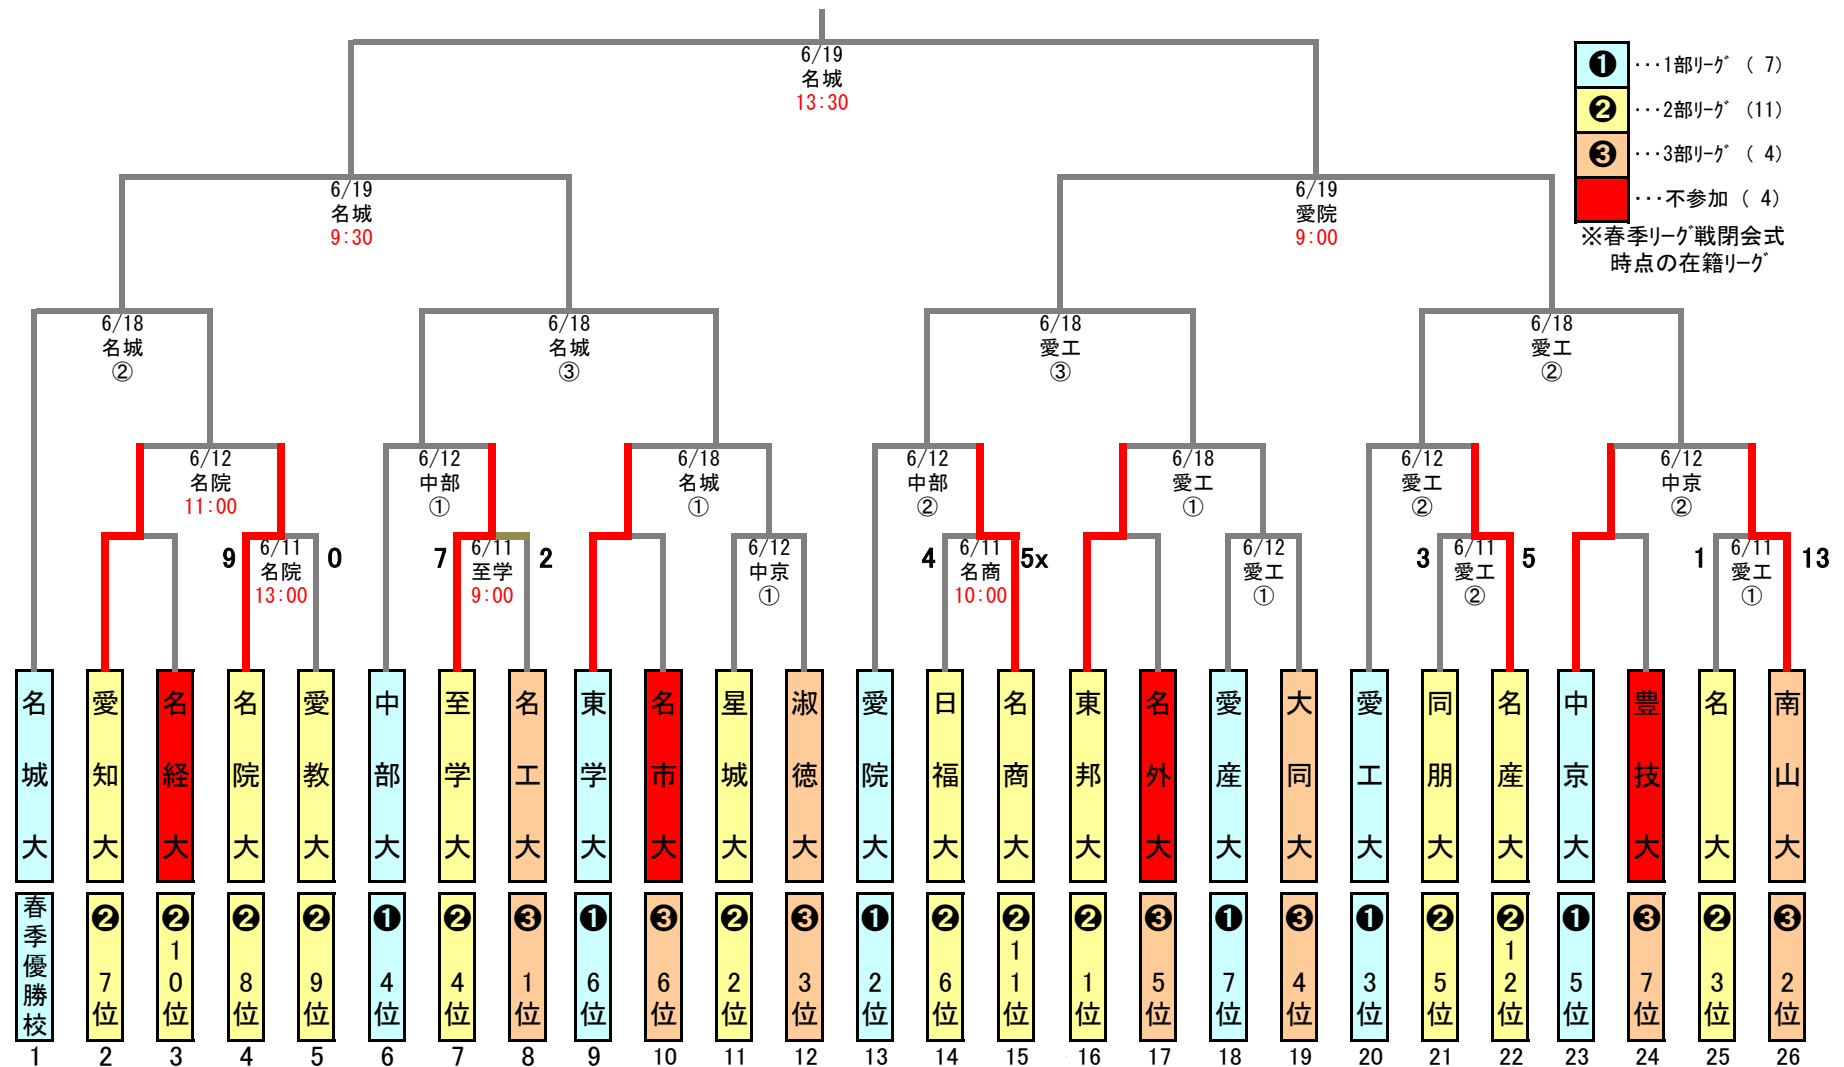 6/19
名城
13:30
❶ ･･･1部ﾘｰｸﾞ ( 7)
❷ ･･･2部ﾘｰｸﾞ (11)
❸ ･･･3部ﾘｰｸﾞ ( 4)
･･･不参加 ( 4)
※春季ﾘｰｸﾞ戦閉会式
時点の在籍ﾘｰｸﾞ
6/19
名城
9:30
6/19
愛院
9:00
6/18
名城
②
6/18
名城
③
6/18
愛工
③
6/18
愛工
②
6/12
名院
11:00
6/12
中部
①
6/18
名城
①
6/12
中部
②
6/18
愛工
①
6/12
愛工
②
6/12
中京
②
9
6/11
名院
13:00
0
7
6/11
至学
9:00
2
6/12
中京
①
4
6/11
名商
10:00
5x
6/12
愛工
①
3
6/11
愛工
②
5
1
6/11
愛工
①
13
名城大
愛知大
名経大
名院大
愛教大
中部大
至学大
名工大
東学大
名市大
星城大
淑徳大
愛院大
日福大
名商大
東邦大
名外大
愛産大
大同大
愛工大
同朋大
名産大
中京大
豊技大
名大
南山大
春季優勝校
❷7位
❷10位
❷8位
❷9位
❶4位
❷4位
❸1位
❶6位
❸6位
❷2位
❸3位
❶2位
❷6位
❷11位
❷1位
❸5位
❶7位
❸4位
❶3位
❷5位
❷12位
❶5位
❸7位
❷3位
❸2位
1 2 3 4 5 6 7 8 9 10 11 12 13 14 15 16 17 18 19 20 21 22 23 24 25 26